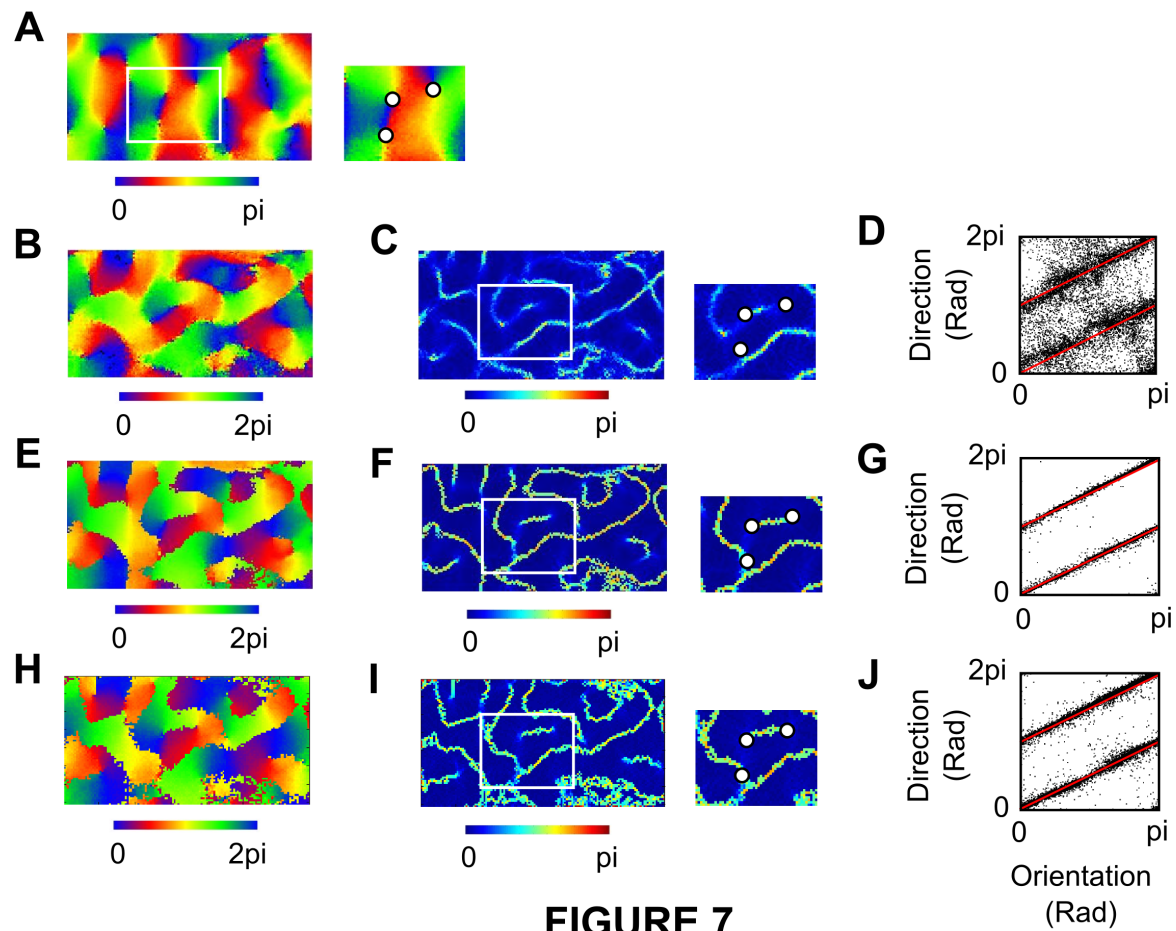 A
0 pi
B
0 2pi
C
0 pi
D
2pi
Direction
(Rad)
0
0 pi
E
0 2pi
F
0 pi
G
2pi
Direction
(Rad)
0
0 pi
H
0 2pi
I
0 pi
J
2pi
Direction
(Rad)
0
0 pi
Orientation
(Rad)
FIGURE 7